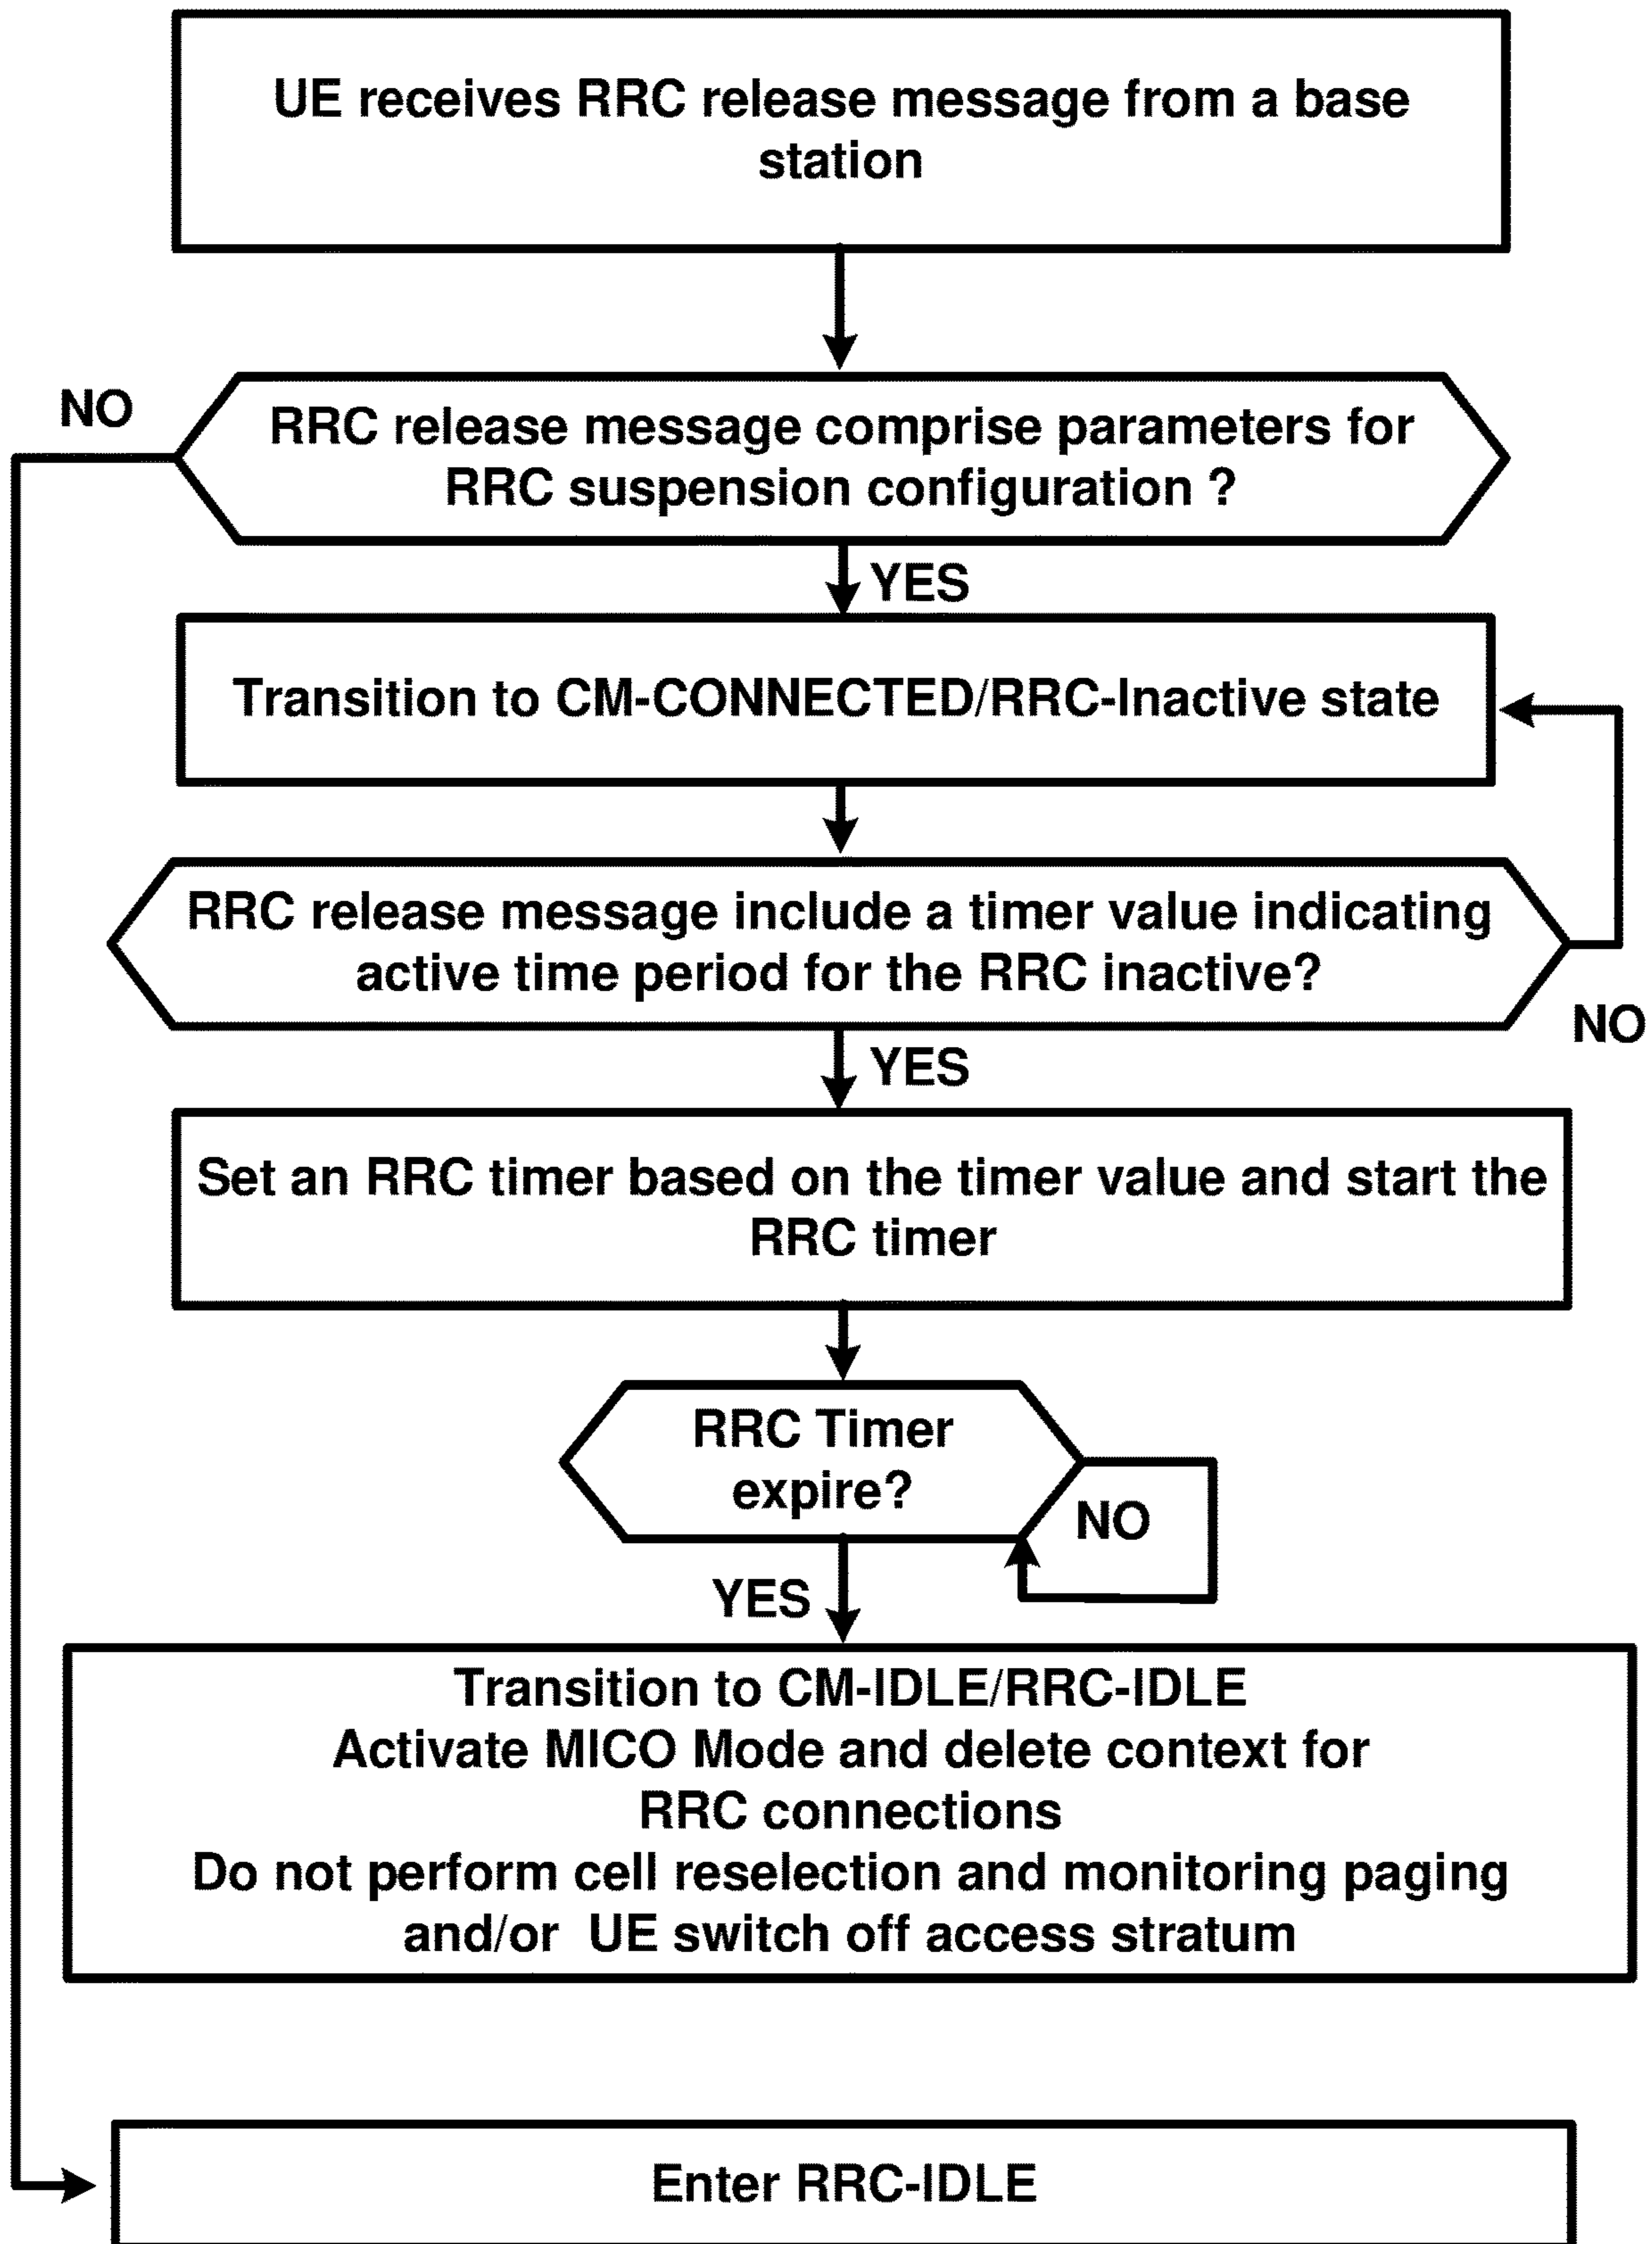 UE receives RRC release message from a base
station
NO
RRC release message comprise parameters for
RRC suspension configuration ?
YES
Transition to CM-CONNECTED/RRC-Inactive state
RRC release message include a timer value indicating
active time period for the RRC inactive?
NO
YES
Set an RRC timer based on the timer value and start the
RRC timer
RRC Timer
expire?
NO
YES
Transition to CM-IDLE/RRC-IDLE
Activate MICO Mode and delete context for
RRC connections
Do not perform cell reselection and monitoring paging
and/or UE switch off access stratum
Enter RRC-IDLE